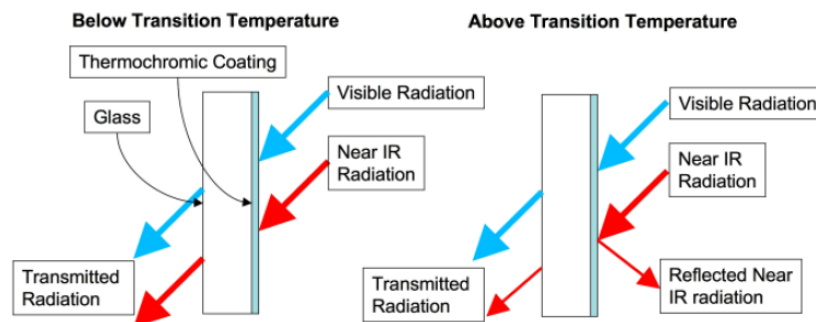 Below Transition Temperature
Above Transition Temperature
Thermochromic Coating
Visible Radiation
Visible Radiation
Glass
Near IR
Radiation
Near IR
Radiation
Transmitted
Radiation
Transmitted
Radiation
Reflected Near
IR radiation